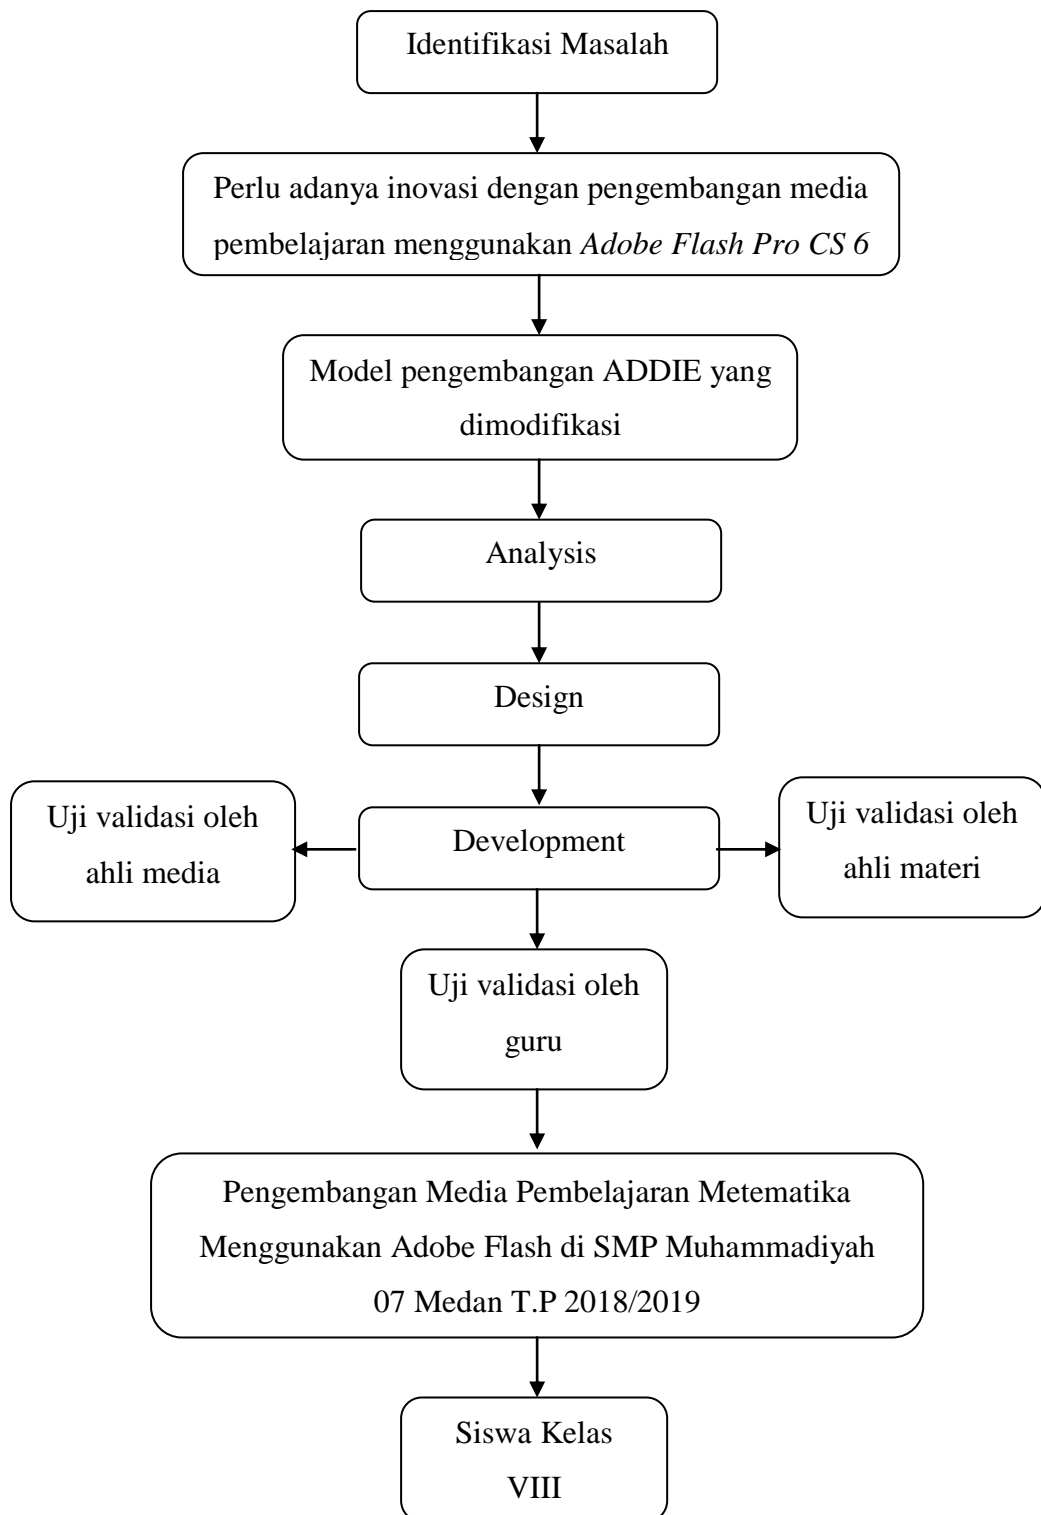 Identifikasi Masalah
Perlu adanya inovasi dengan pengembangan media
pembelajaran menggunakan Adobe Flash Pro CS 6
Model pengembangan ADDIE yang
dimodifikasi
Analysis
Design
Uji validasi oleh
ahli media
Development
Uji validasi oleh
ahli materi
Uji validasi oleh
guru
Pengembangan Media Pembelajaran Metematika
Menggunakan Adobe Flash di SMP Muhammadiyah
07 Medan T.P 2018/2019
Siswa Kelas
VIII